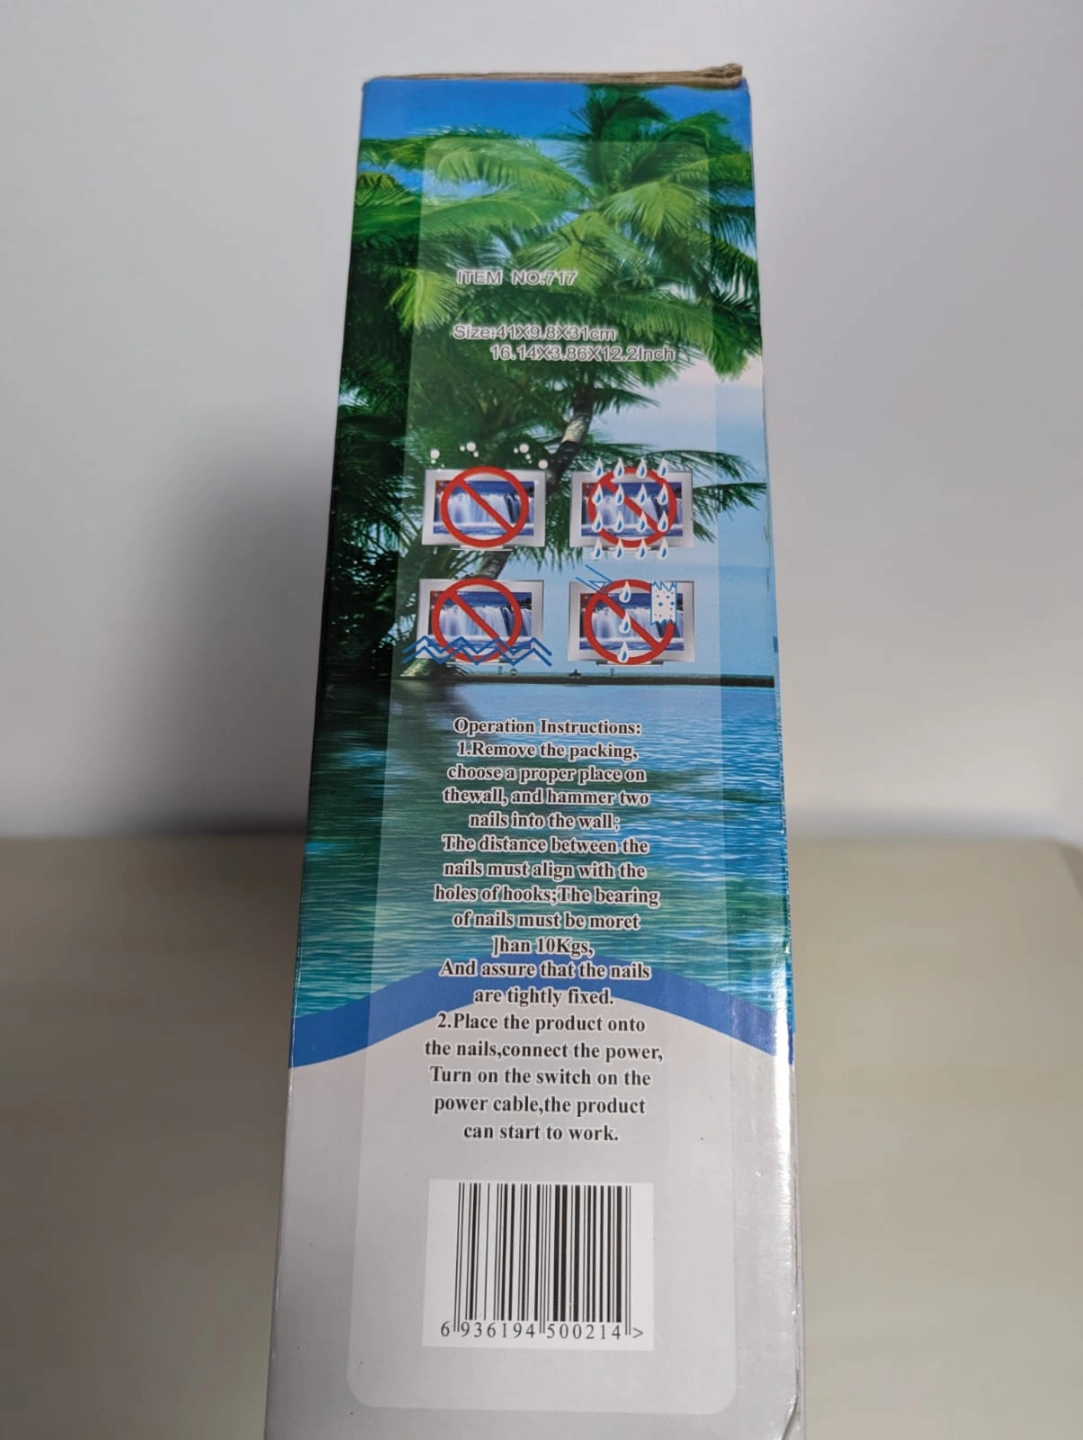 ITEM NO:717
Size:41X9.8X31cm
16.14X3.86X12.2Inch
Operation Instructions:
1.Remove the packing,
choose a proper place on
thewall, and hammer two
nails into the wall;
The distance between the
nails must align with the
holes of hooks;The bearing
of nails must be moret
]han 10Kgs,
And assure that the nails
are tightly fixed.
2.Place the product onto
the nails,connect the power,
Turn on the switch on the
power cable,the product
can start to work.
6 936194 500214 >